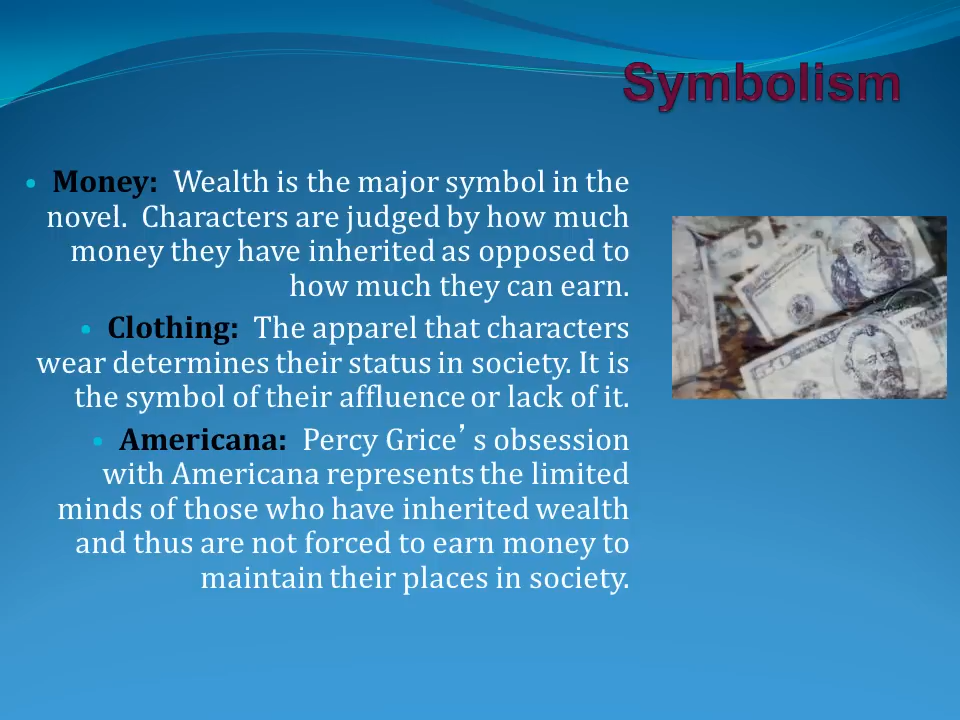 Symbolism
• Money:  Wealth is the major symbol in the
novel.  Characters are judged by how much
money they have inherited as opposed to
how much they can earn.
• Clothing:  The apparel that characters
wear determines their status in society. It is
the symbol of their affluence or lack of it.
• Americana:  Percy Grice’s obsession
with Americana represents the limited
minds of those who have inherited wealth
and thus are not forced to earn money to
maintain their places in society.
5